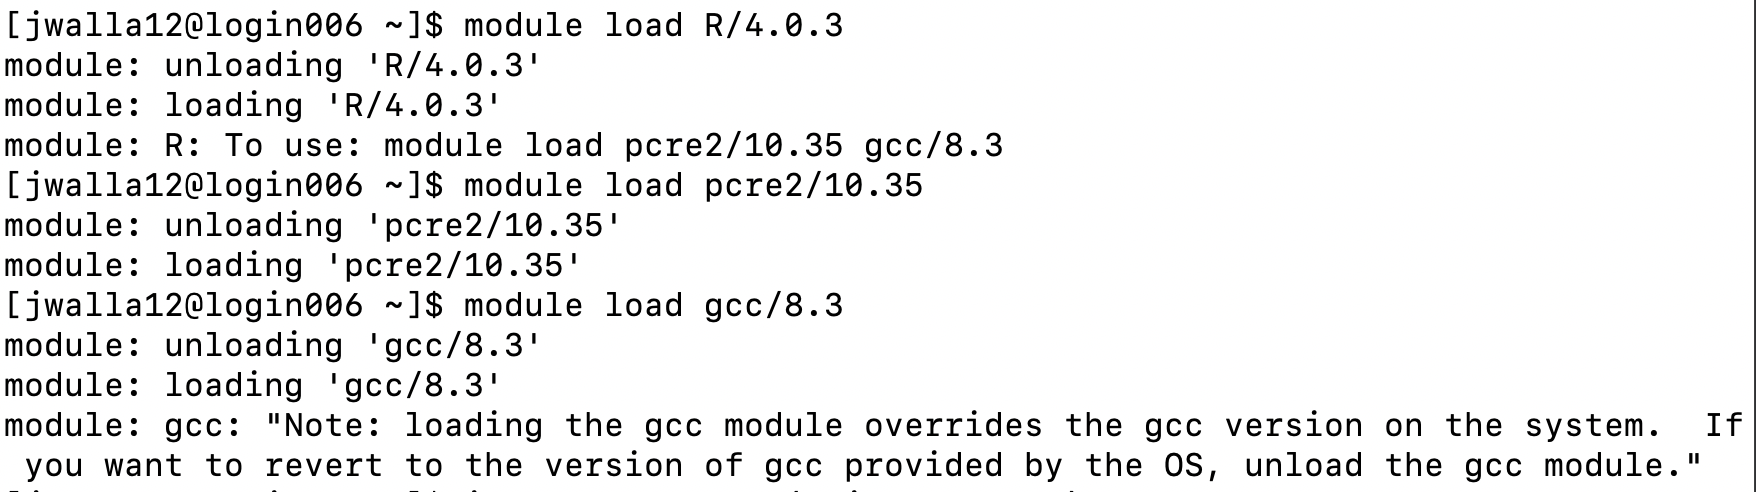 [jwalla12@login006 ~]$ module load R/4.0.3
module: unloading 'R/4.0.3'
module: loading 'R/4.0.3'
module: R: To use: module load pcre2/10.35 gcc/8.3
[jwalla12@login006 ~]$ module load pcre2/10.35
module: unloading 'pcre2/10.35'
module: loading 'pcre2/10.35'
[jwalla12@login006 ~]$ module load gcc/8.3
module: unloading 'gcc/8.3'
module: loading 'gcc/8.3'
module: gcc: "Note: loading the gcc module overrides the gcc version on the system.  If
 you want to revert to the version of gcc provided by the OS, unload the gcc module."